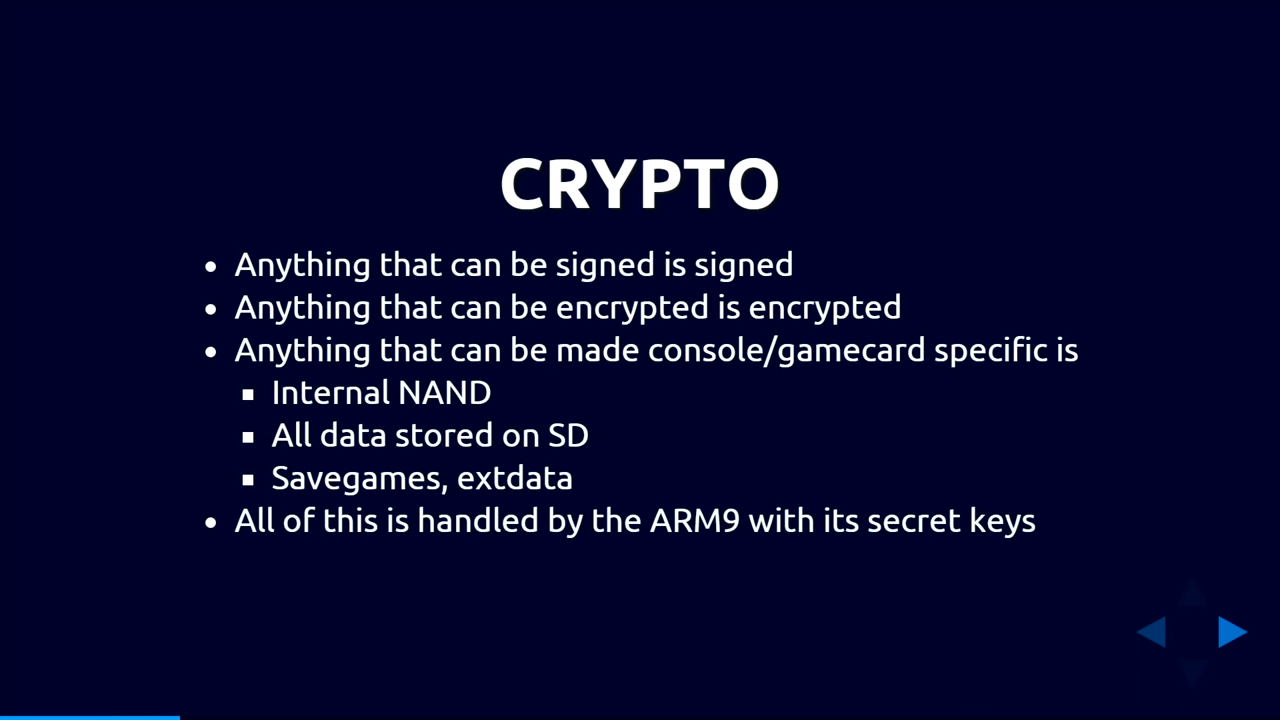 CRYPTO
Anything that can be signed is signed
Anything that can be encrypted is encrypted
Anything that can be made console/gamecard specific is
Internal NAND
All data stored on SD
Savegames, extdata
All of this is handled by the ARM9 with its secret keys